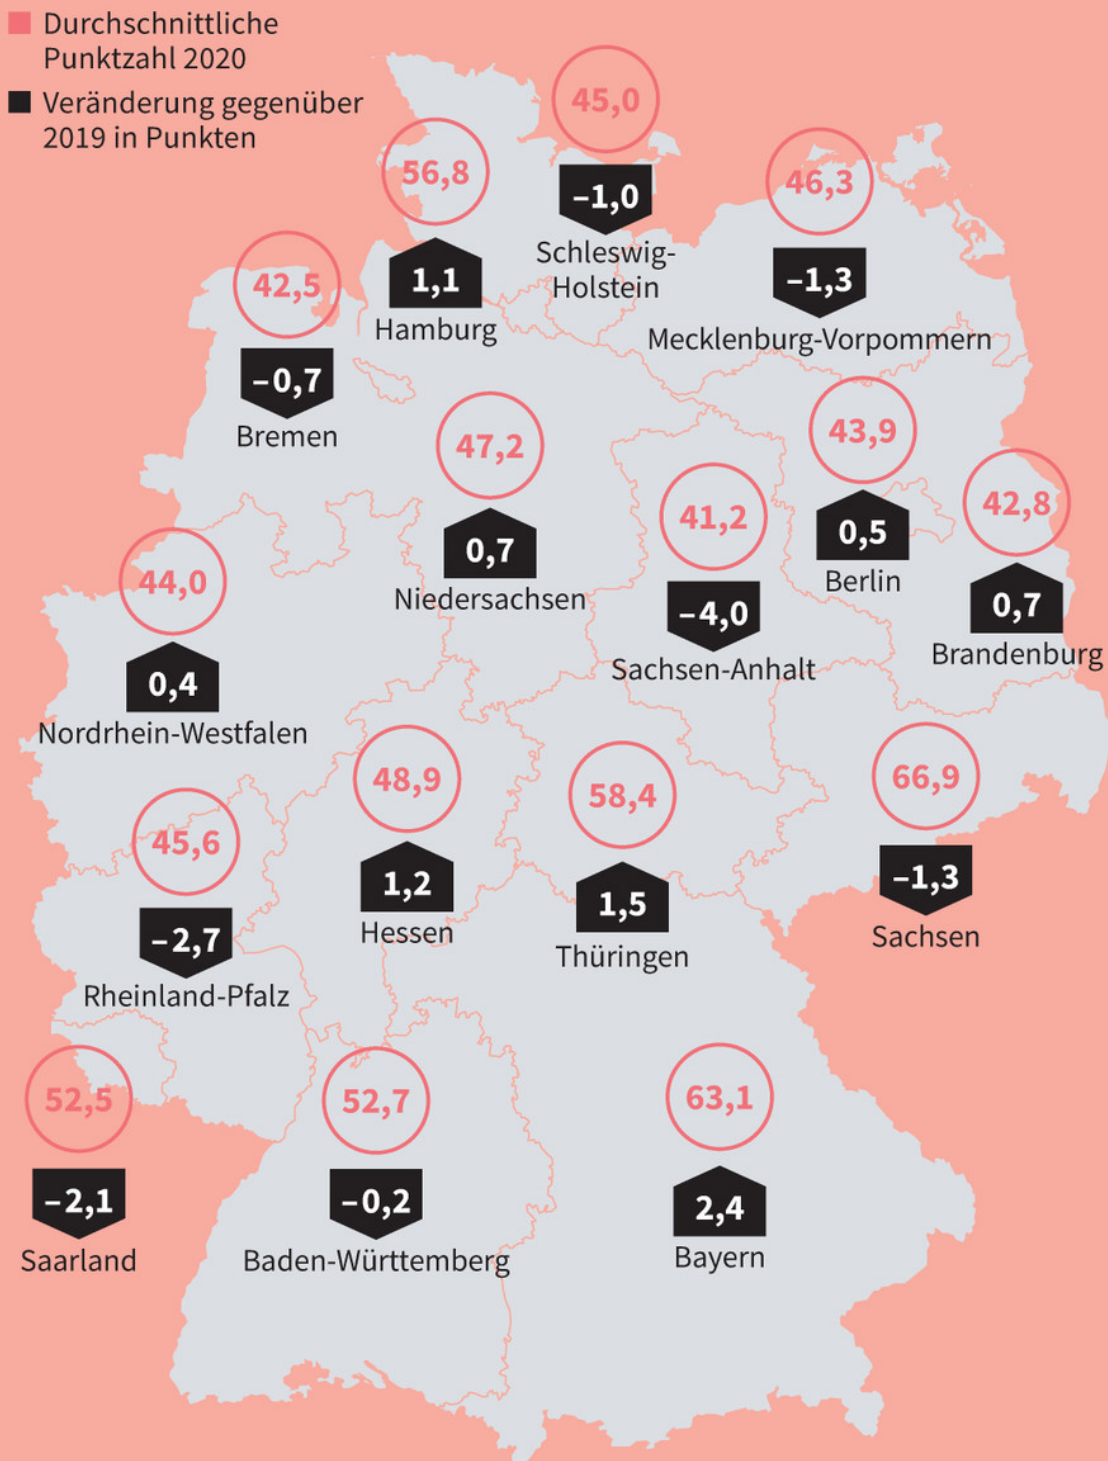 Durchschnittliche
Punktzahl 2020
Veränderung gegenüber
2019 in Punkten
45,0
–1,0
Schleswig-
Holstein
56,8
1,1
Hamburg
46,3
–1,3
Mecklenburg-Vorpommern
42,5
–0,7
Bremen
47,2
0,7
Niedersachsen
43,9
0,5
Berlin
41,2
–4,0
Sachsen-Anhalt
42,8
0,7
Brandenburg
44,0
0,4
Nordrhein-Westfalen
48,9
1,2
Hessen
58,4
1,5
Thüringen
66,9
–1,3
Sachsen
45,6
–2,7
Rheinland-Pfalz
52,5
–2,1
Saarland
52,7
–0,2
Baden-Württemberg
63,1
2,4
Bayern